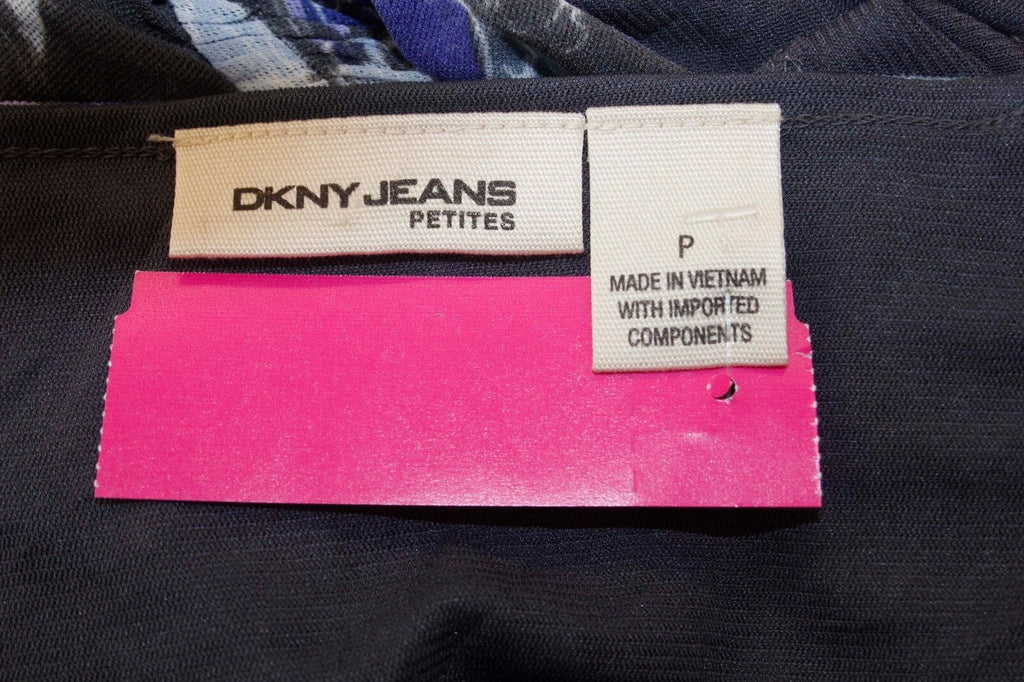 DKNY JEANS
PETITES
P
MADE IN VIETNAM
WITH IMPORTED
COMPONENTS